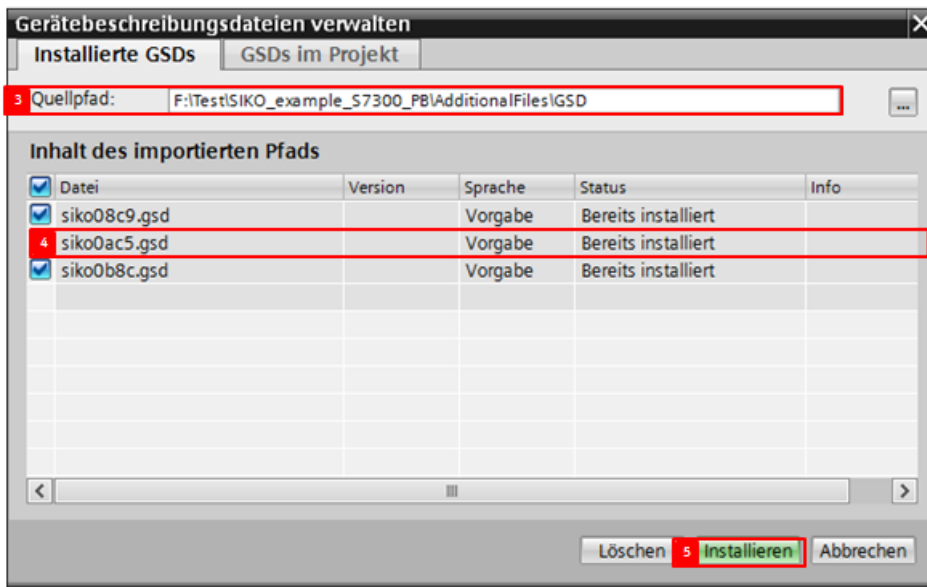 Gerätebeschreibungsdateien verwalten
Installierte GSDs GSDs im Projekt
3 Quellpfad: F:\Test\SIKO_example_S7300_PB\AdditionalFiles\GSD ...
Inhalt des importierten Pfads
Datei Version Sprache Status Info
siko08c9.gsd Vorgabe Bereits installiert
4 siko0ac5.gsd Vorgabe Bereits installiert
siko0b8c.gsd Vorgabe Bereits installiert
Löschen 5 Installieren Abbrechen